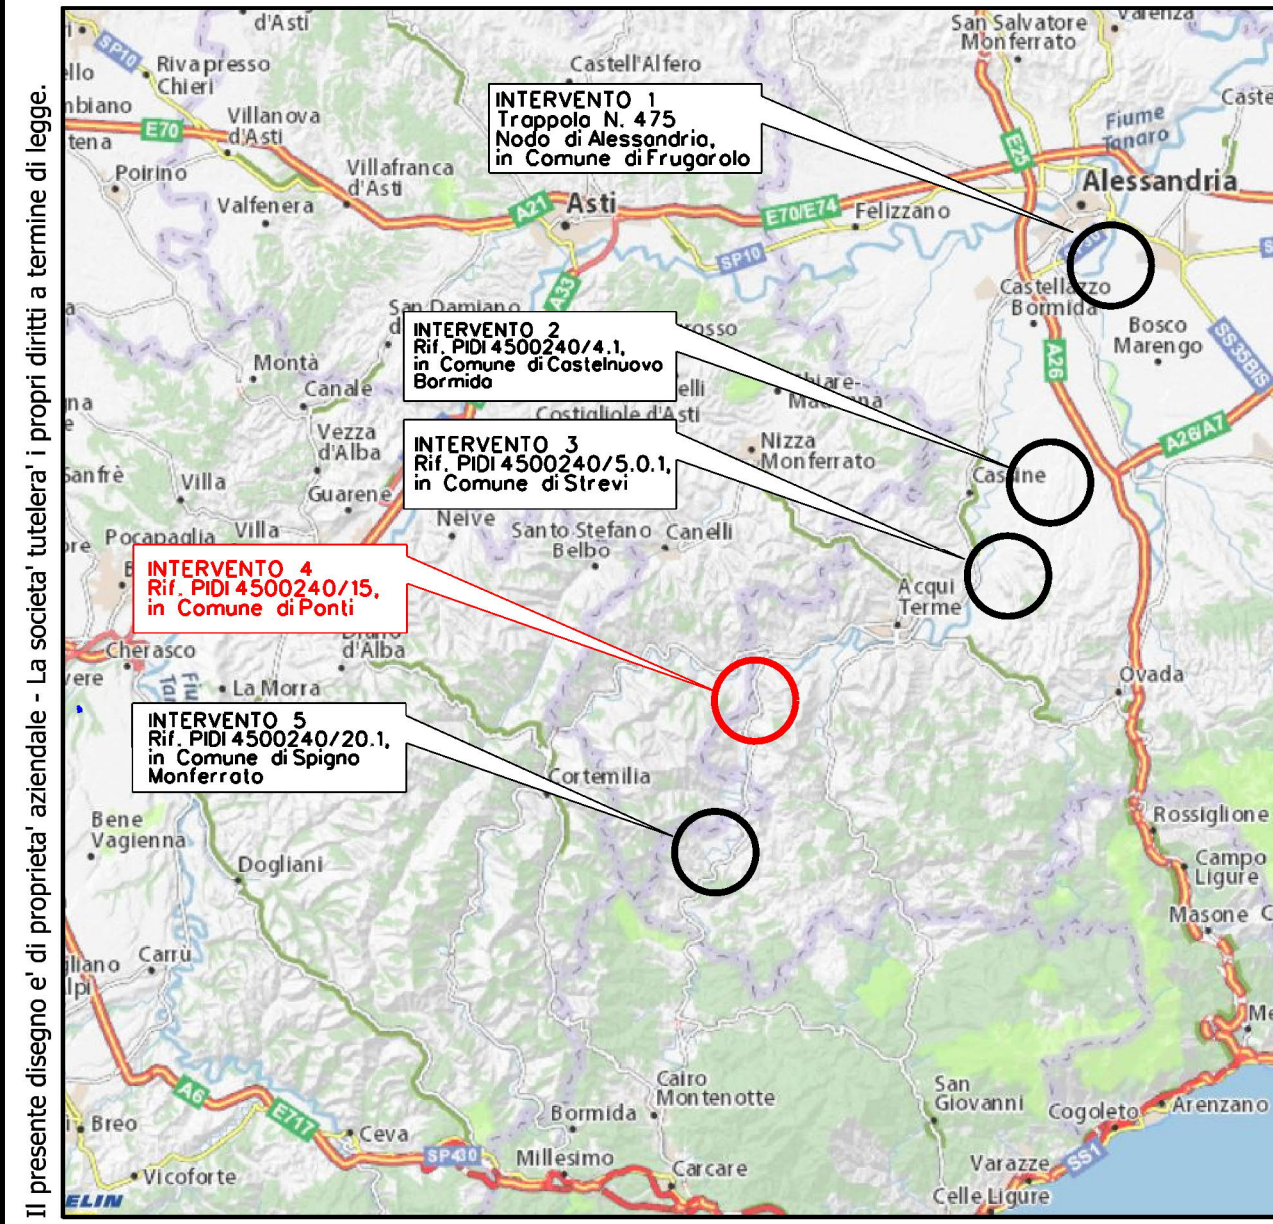 Il presente disegno e' di proprieta' aziendale - La societa' tutelera' i propri diritti a termine di legge.
d'Asti
San Salvatore
Monferrato
SP10
Riva presso
Chieri
Castell'Alfero
INTERVENTO 1
Trappola N. 475
Nodo di Alessandria,
in Comune di Frugarolo
Villanova
d'Asti
E70
Fiume
Tanaro
E25
Poirino
Villafranca
d'Asti
Valfenera
A21
Asti
E70/E74
Felizzano
Alessandria
SP10
A33
Castellazzo
Bormida
Bosco
Marengo
SS35BIS
San Damiano
INTERVENTO 2
Rif. PIDI 4500240/4.1,
in Comune di Castelnuovo
Bormida
A26
Montà
Canale
Costigliole d'Asti
A26/A7
Vezza
d'Alba
INTERVENTO 3
Rif. PIDI 4500240/5.0.1,
in Comune di Strevi
Nizza
Monferrato
Cassine
Sanfrè
Villa
Guarene
Neive
Santo Stefano
Belbo
Canelli
Pocapaglia
Villa
INTERVENTO 4
Rif. PIDI 4500240/15,
in Comune di Ponti
Acqui
Terme
Cherasco
d'Alba
La Morra
Ovada
INTERVENTO 5
Rif. PIDI 4500240/20.1,
in Comune di Spigno
Monferrato
Cortemilia
Bene
Vagienna
Rossiglione
Dogliani
Campo
Ligure
Masone
Carrù
A6
E717
Cairo
Montenotte
San
Giovanni
Cogoleto
Arenzano
Breo
Ceva
Bormida
SP430
Millesimo
Carcare
Varazze
SS1
Vicoforte
Celle Ligure
ELIN